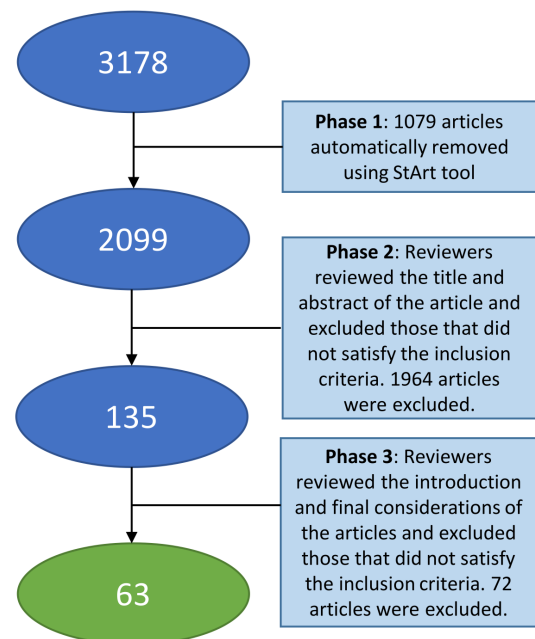 3178
Phase 1: 1079 articles
automatically removed
using StArt tool
2099
Phase 2: Reviewers
reviewed the title and
abstract of the article and
excluded those that did
not satisfy the inclusion
criteria. 1964 articles
were excluded.
135
Phase 3: Reviewers
reviewed the introduction
and final considerations of
the articles and excluded
those that did not satisfy
the inclusion criteria. 72
articles were excluded.
63